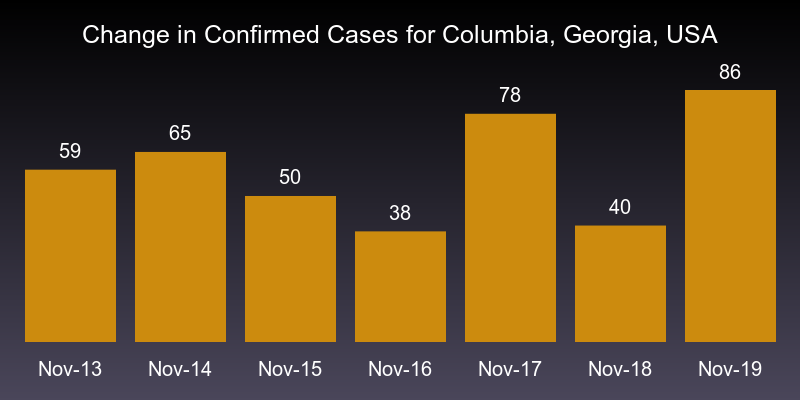 Change in Confirmed Cases for Columbia, Georgia, USA
59
65
50
38
78
40
86
Nov-13
Nov-14
Nov-15
Nov-16
Nov-17
Nov-18
Nov-19